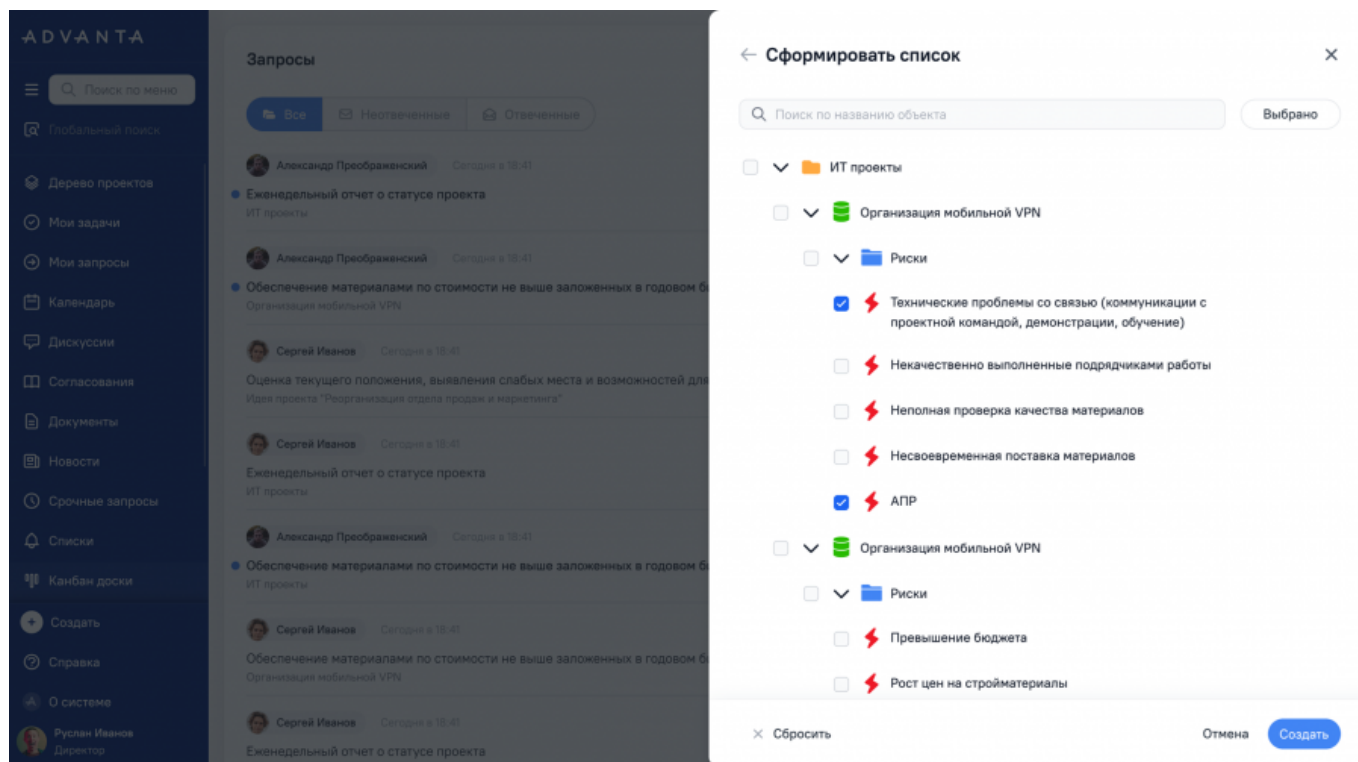 ADVANTA
Поиск по меню
Глобальный поиск
Дерево проектов
Мои задачи
Мои запросы
Календарь
Дискуссии
Согласования
Документы
Новости
Срочные запросы
Списки
Канбан доски
Создать
Справка
О системе
Руслан Иванов
Директор
Запросы
Все Неотвеченные Отвеченные
Александр Преображенский Сегодня в 18:41
Еженедельный отчет о статусе проекта
ИТ проекты
Александр Преображенский Сегодня в 18:41
Обеспечение материалами по стоимости не выше заложенных в годовом б
Организация мобильной VPN
Сергей Иванов Сегодня в 18:41
Оценка текущего положения, выявления слабых места и возможностей для
Идея проекта "Реорганизация отдела продаж и маркетинга"
Сергей Иванов Сегодня в 18:41
Еженедельный отчет о статусе проекта
ИТ проекты
Александр Преображенский Сегодня в 18:41
Обеспечение материалами по стоимости не выше заложенных в годовом б
ИТ проекты
Сергей Иванов Сегодня в 18:41
Обеспечение материалами по стоимости не выше заложенных в годовом б
Организация мобильной VPN
Сергей Иванов Сегодня в 18:41
Еженедельный отчет о статусе проекта
Сформировать список
Поиск по названию объекта
Выбрано
ИТ проекты
Организация мобильной VPN
Риски
Технические проблемы со связью (коммуникации с
проектной командой, демонстрации, обучение)
Некачественно выполненные подрядчиками работы
Неполная проверка качества материалов
Несвоевременная поставка материалов
АПР
Организация мобильной VPN
Риски
Превышение бюджета
Рост цен на стройматериалы
Сбросить
Отмена
Создать